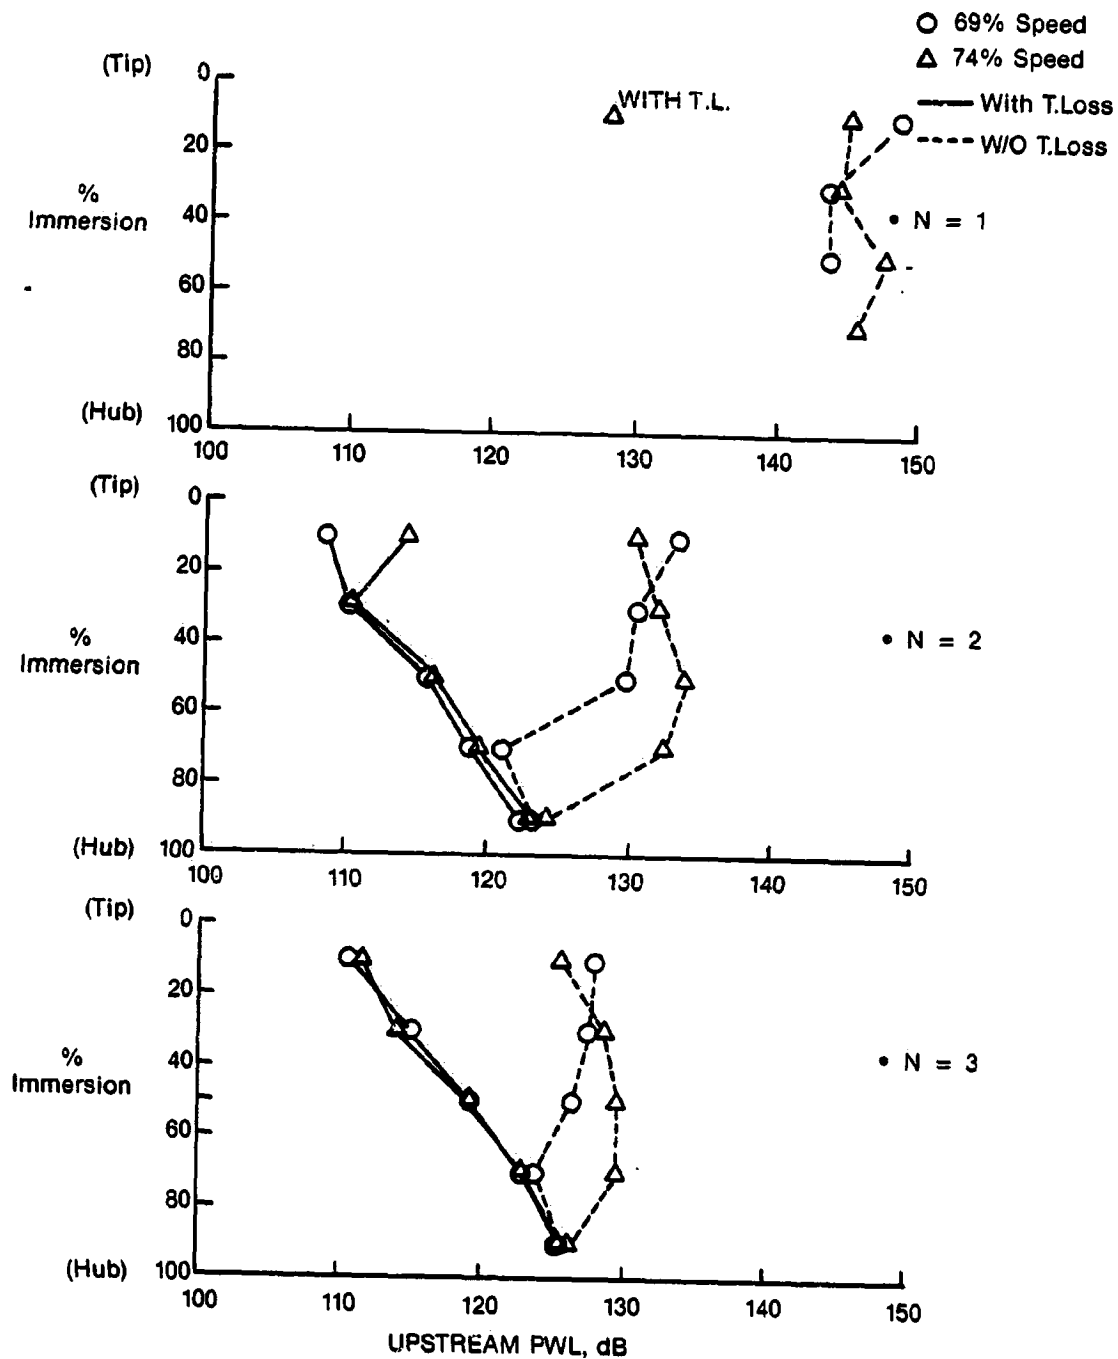 69% Speed
74% Speed
With T.Loss
W/O T.Loss
(Tip)
0
20
%
Immersion
40
60
80
(Hub)
100
WITH T.L.
• N = 1
100 110 120 130 140 150
(Tip)
0
20
%
Immersion
40
60
80
(Hub)
100
• N = 2
100 110 120 130 140 150
(Tip)
0
20
%
Immersion
40
60
80
(Hub)
100
• N = 3
100 110 120 130 140 150
UPSTREAM PWL, dB